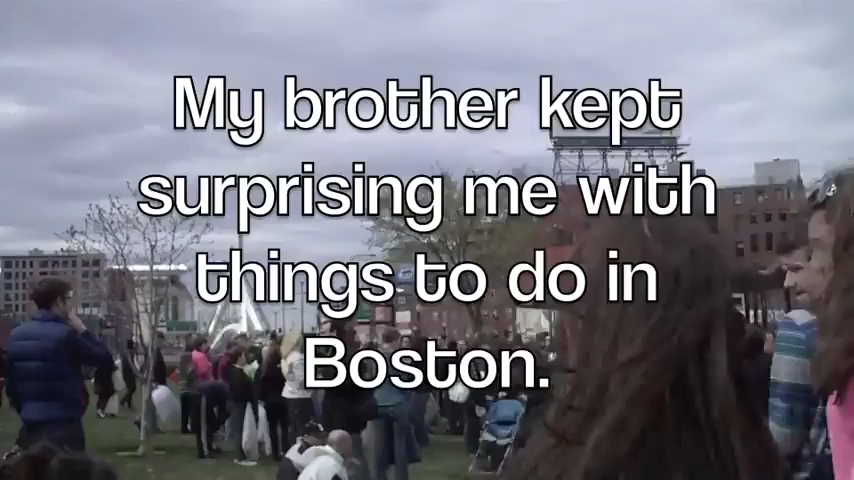 My brother kept
surprising me with
things to do in
Boston.